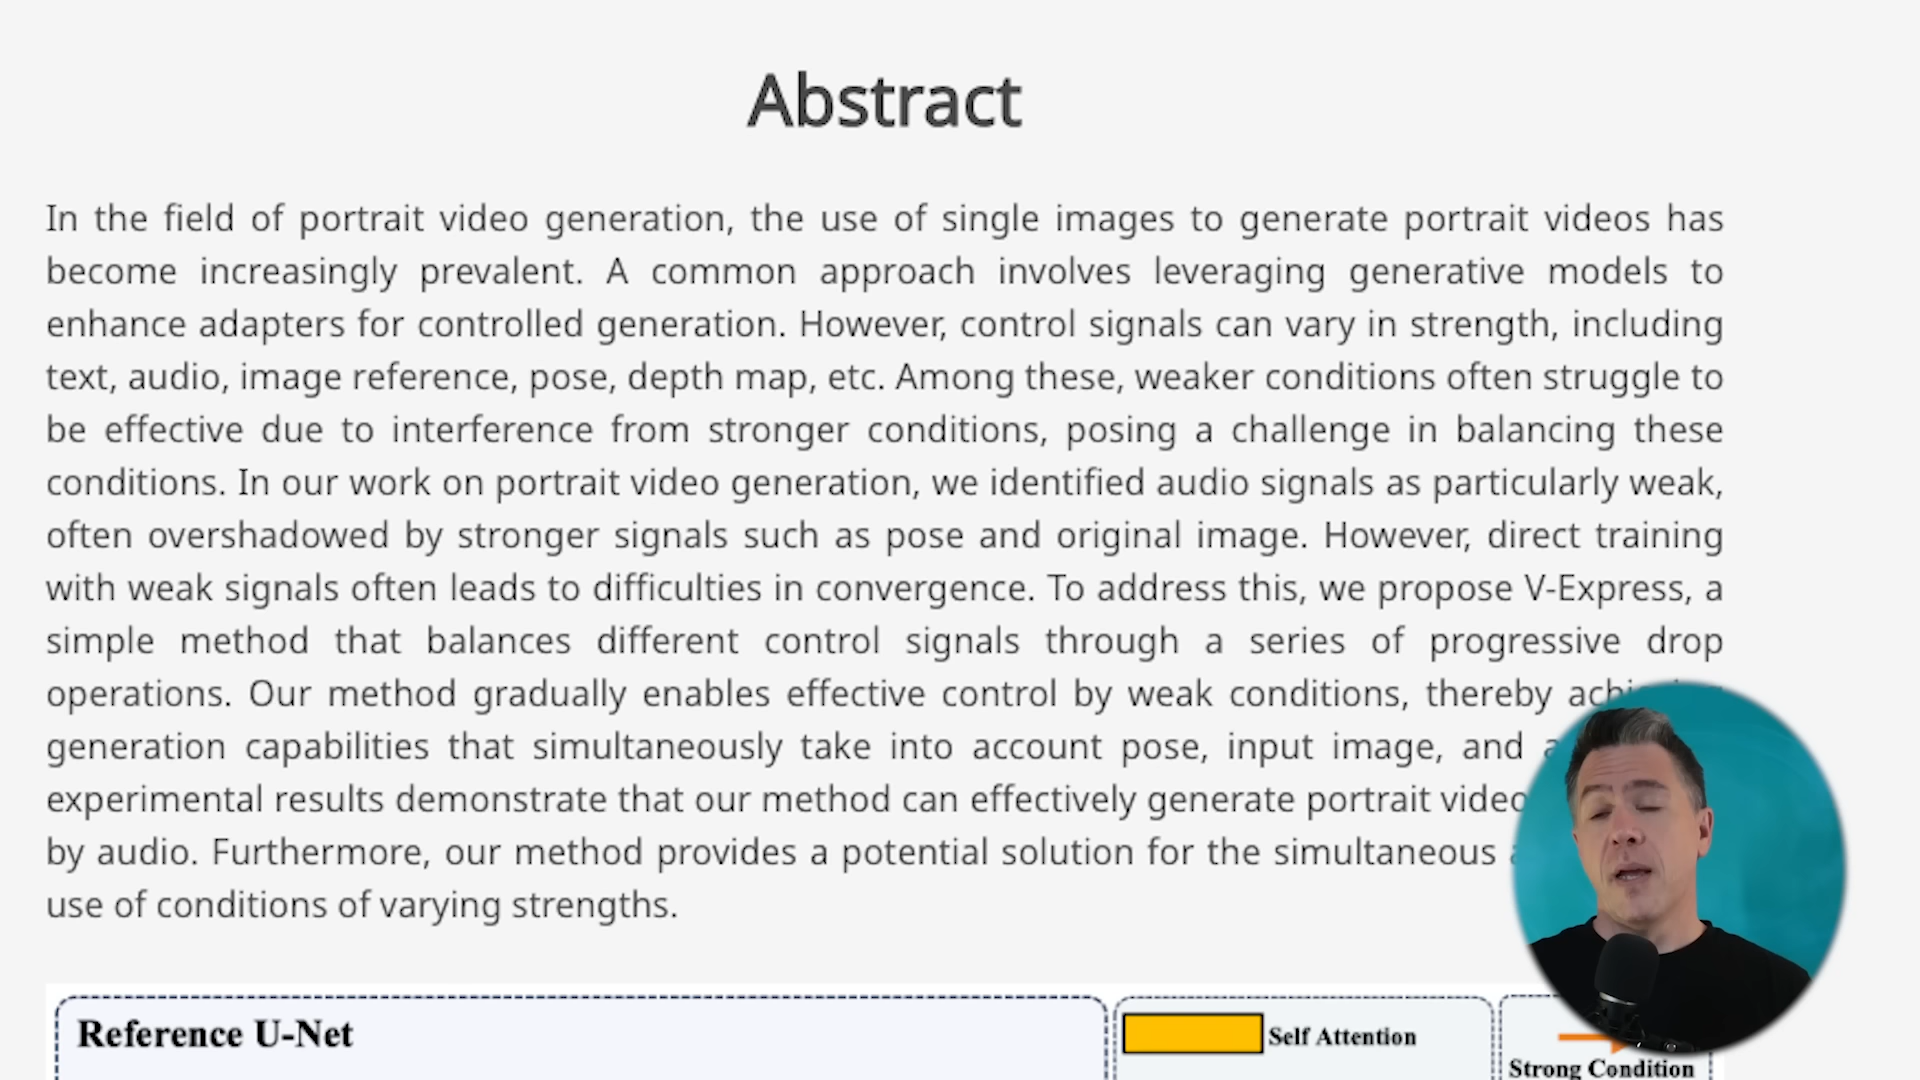 Abstract
In the field of portrait video generation, the use of single images to generate portrait videos has
become increasingly prevalent. A common approach involves leveraging generative models to
enhance adapters for controlled generation. However, control signals can vary in strength, including
text, audio, image reference, pose, depth map, etc. Among these, weaker conditions often struggle to
be effective due to interference from stronger conditions, posing a challenge in balancing these
conditions. In our work on portrait video generation, we identified audio signals as particularly weak,
often overshadowed by stronger signals such as pose and original image. However, direct training
with weak signals often leads to difficulties in convergence. To address this, we propose V-Express, a
simple method that balances different control signals through a series of progressive drop
operations. Our method gradually enables effective control by weak conditions, thereby
generation capabilities that simultaneously take into account pose, input image, and
experimental results demonstrate that our method can effectively generate portrait
by audio. Furthermore, our method provides a potential solution for the simultaneous
use of conditions of varying strengths.
Reference U-Net
Self Attention
Strong Condition